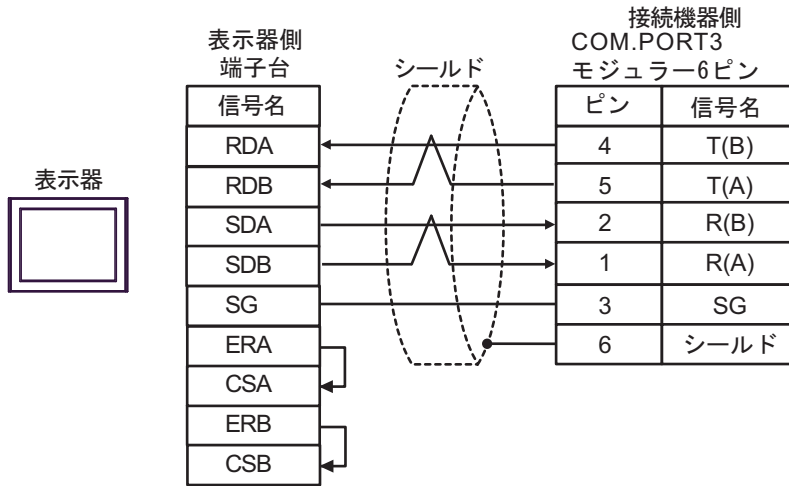 表示器
表示器側
端子台
信号名
RDA
RDB
SDA
SDB
SG
ERA
CSA
ERB
CSB
シールド
接続機器側
COM.PORT3
モジュラー6ピン
ピン 信号名
4 T(B)
5 T(A)
2 R(B)
1 R(A)
3 SG
6 シールド